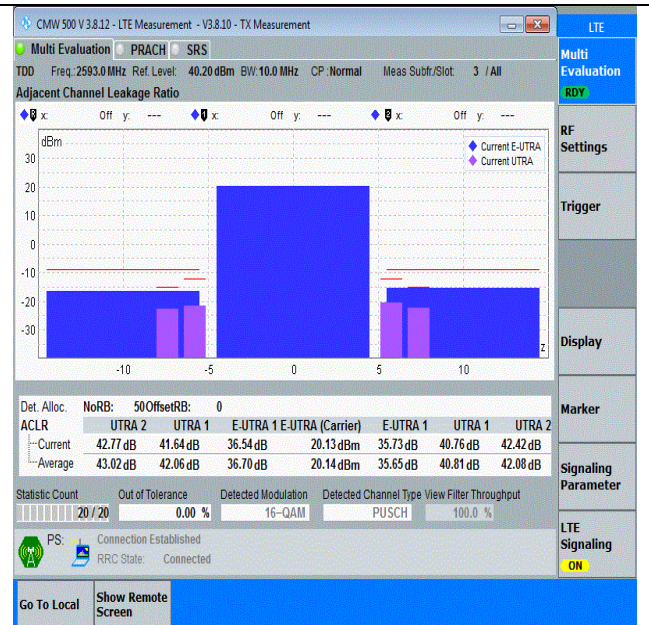 CMW 500 V 3.8.12 - LTE Measurement - V3.8.10 - TX Measurement
LTE
Multi Evaluation PRACH SRS
Multi
Evaluation
RDY
TDD Freq.:2593.0 MHz Ref. Level: 40.20 dBm BW:10.0 MHz CP :Normal Meas Subfr./Slot: 3 / All
Adjacent Channel Leakage Ratio
x: Off y: --- x: Off y: --- 2 x: Off y: ---
dBm
Current E-UTRA
Current UTRA
30
20
10
0
-10
-20
-30
z
-10 -5 0 5 10
RF
Settings
Trigger
Display
Marker
Signaling
Parameter
LTE
Signaling
ON
Det. Alloc. NoRB: 50 OffsetRB: 0
ACLR UTRA 2 UTRA 1 E-UTRA 1 E-UTRA (Carrier) E-UTRA 1 UTRA 1 UTRA 2
Current 42.77 dB 41.64 dB 36.54 dB 20.13 dBm 35.73 dB 40.76 dB 42.42 dB
Average 43.02 dB 42.06 dB 36.70 dB 20.14 dBm 35.65 dB 40.81 dB 42.08 dB
Statistic Count Out of Tolerance Detected Modulation Detected Channel Type View Filter Throughput
20 / 20 0.00 % 16-QAM PUSCH 100.0 %
PS: Connection Established
RRC State: Connected
Go To Local
Show Remote
Screen